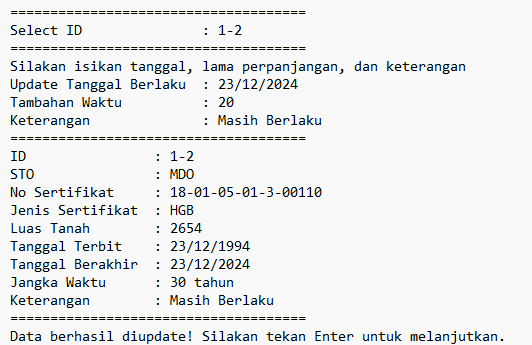 =====================================
Select ID               : 1-2
=====================================
Silakan isikan tanggal, lama perpanjangan, dan keterangan
Update Tanggal Berlaku  : 23/12/2024
Tambahan Waktu          : 20
Keterangan              : Masih Berlaku
=====================================
ID                : 1-2
STO               : MDO
No Sertifikat     : 18-01-05-01-3-00110
Jenis Sertifikat  : HGB
Luas Tanah        : 2654
Tanggal Terbit    : 23/12/1994
Tanggal Berakhir  : 23/12/2024
Jangka Waktu      : 30 tahun
Keterangan        : Masih Berlaku
=====================================
Data berhasil diupdate! Silakan tekan Enter untuk melanjutkan.